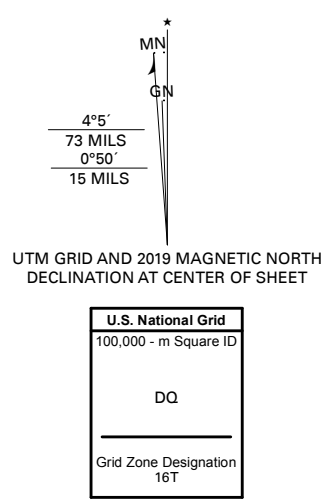 MN
GN
4°5´
73 MILS
0°50´
15 MILS
UTM GRID AND 2019 MAGNETIC NORTH
DECLINATION AT CENTER OF SHEET
U.S. National Grid
100,000 - m Square ID
DQ
Grid Zone Designation
16T